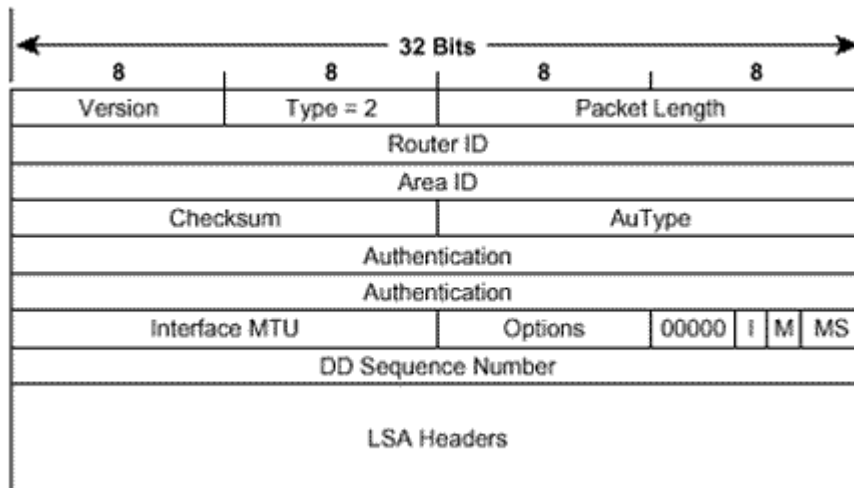 32 Bits
8 8 8 8
Version Type = 2 Packet Length
Router ID
Area ID
Checksum AuType
Authentication
Authentication
Interface MTU Options 00000 I M MS
DD Sequence Number
LSA Headers